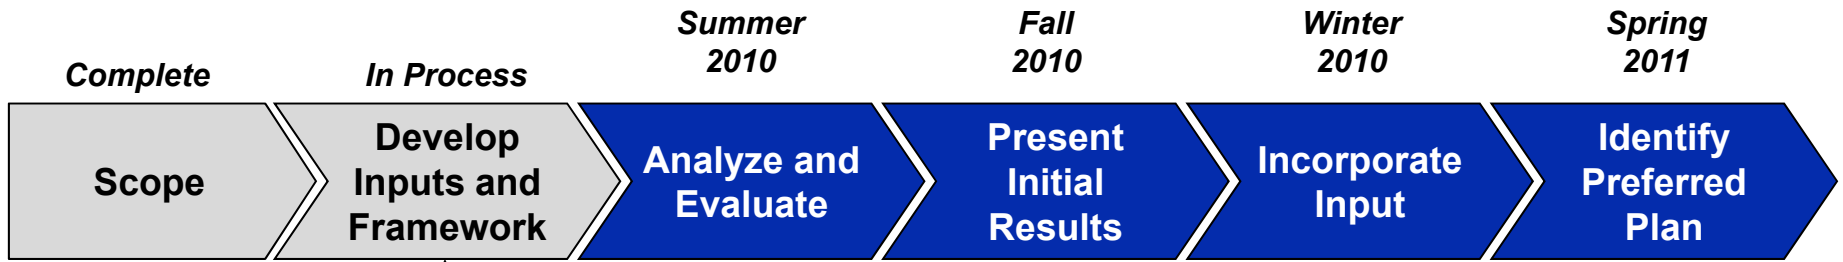 Complete
In Process
Summer
2010
Fall
2010
Winter
2010
Spring
2011
Scope
Develop
Inputs and
Framework
Analyze and
Evaluate
Present
Initial
Results
Incorporate
Input
Identify
Preferred
Plan